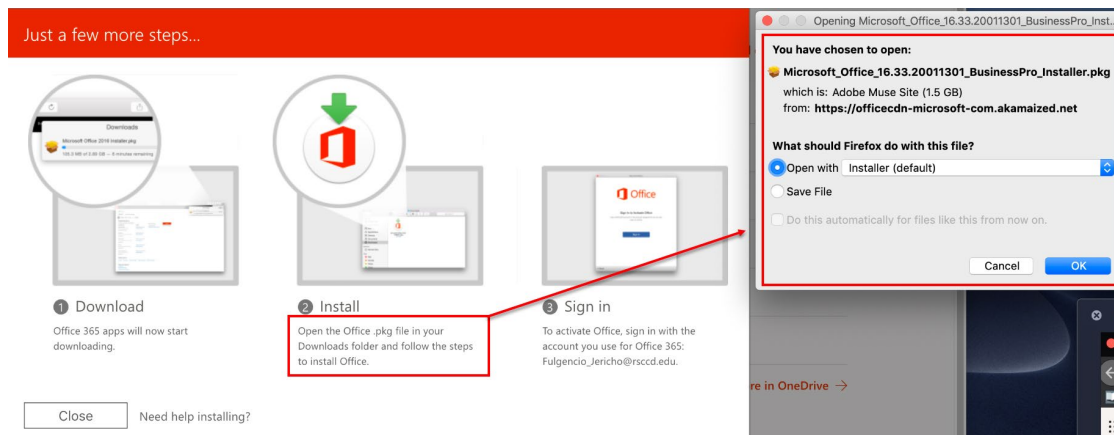 Just a few more steps...
Downloads
Microsoft Office 2016 Installer.pkg
Office
1 Download
Office 365 apps will now start
downloading.
2 Install
Open the Office .pkg file in your
Downloads folder and follow the steps
to install Office.
3 Sign in
To activate Office, sign in with the
account you use for Office 365:
Fulgencio_Jericho@rsccd.edu.
Close
Need help installing?
Opening Microsoft_Office_16.33.20011301_BusinessPro_Inst...
You have chosen to open:
Microsoft_Office_16.33.20011301_BusinessPro_Installer.pkg
which is: Adobe Muse Site (1.5 GB)
from: https://officecdn-microsoft-com.akamaized.net
What should Firefox do with this file?
Open with Installer (default)
Save File
Do this automatically for files like this from now on.
Cancel
OK
re in OneDrive →